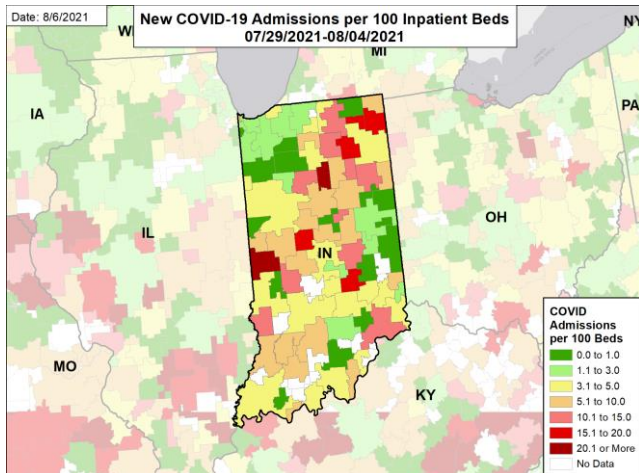 Date: 8/6/2021
New COVID-19 Admissions per 100 Inpatient Beds
07/29/2021-08/04/2021
WI
MI
NY
IA
PA
IL
IN
OH
MO
KY
COVID
Admissions
per 100 Beds
0.0 to 1.0
1.1 to 3.0
3.1 to 5.0
5.1 to 10.0
10.1 to 15.0
15.1 to 20.0
20.1 or More
No Data